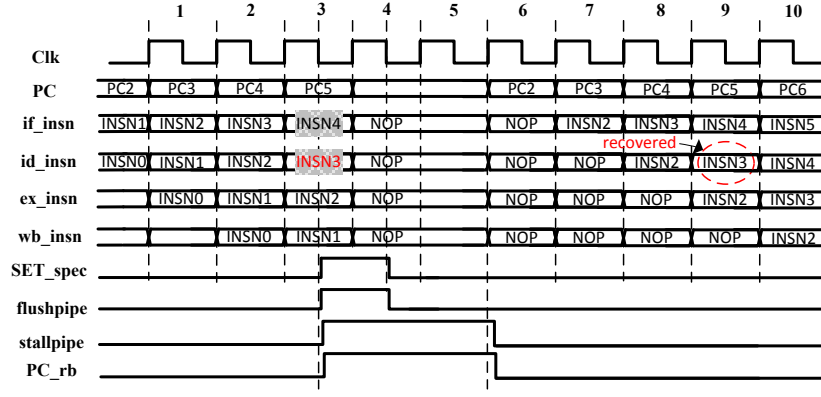 1 2 3 4 5 6 7 8 9 10
Clk
PC PC2 PC3 PC4 PC5 PC2 PC3 PC4 PC5 PC6
if_insn INSN1 INSN2 INSN3 INSN4 NOP NOP INSN2 INSN3 INSN4 INSN5
recovered
id_insn INSN0 INSN1 INSN2 INSN3 NOP NOP NOP INSN2 INSN3 INSN4
ex_insn INSN0 INSN1 INSN2 NOP NOP NOP NOP INSN2 INSN3
wb_insn INSN0 INSN1 NOP NOP NOP NOP NOP INSN2
SET_spec
flushpipe
stallpipe
PC_rb